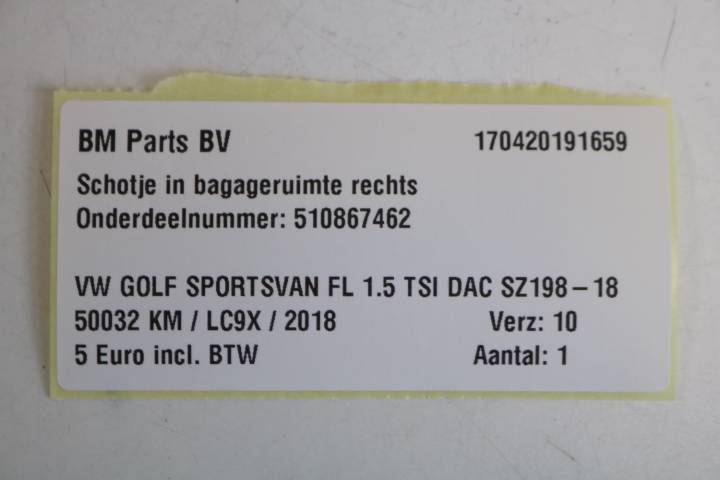 BM Parts BV 170420191659
Schotje in bagageruimte rechts
Onderdeelnummer: 510867462
VW GOLF SPORTSVAN FL 1.5 TSI DAC SZ198-18
50032 KM / LC9X / 2018 Verz: 10
5 Euro incl. BTW Aantal: 1